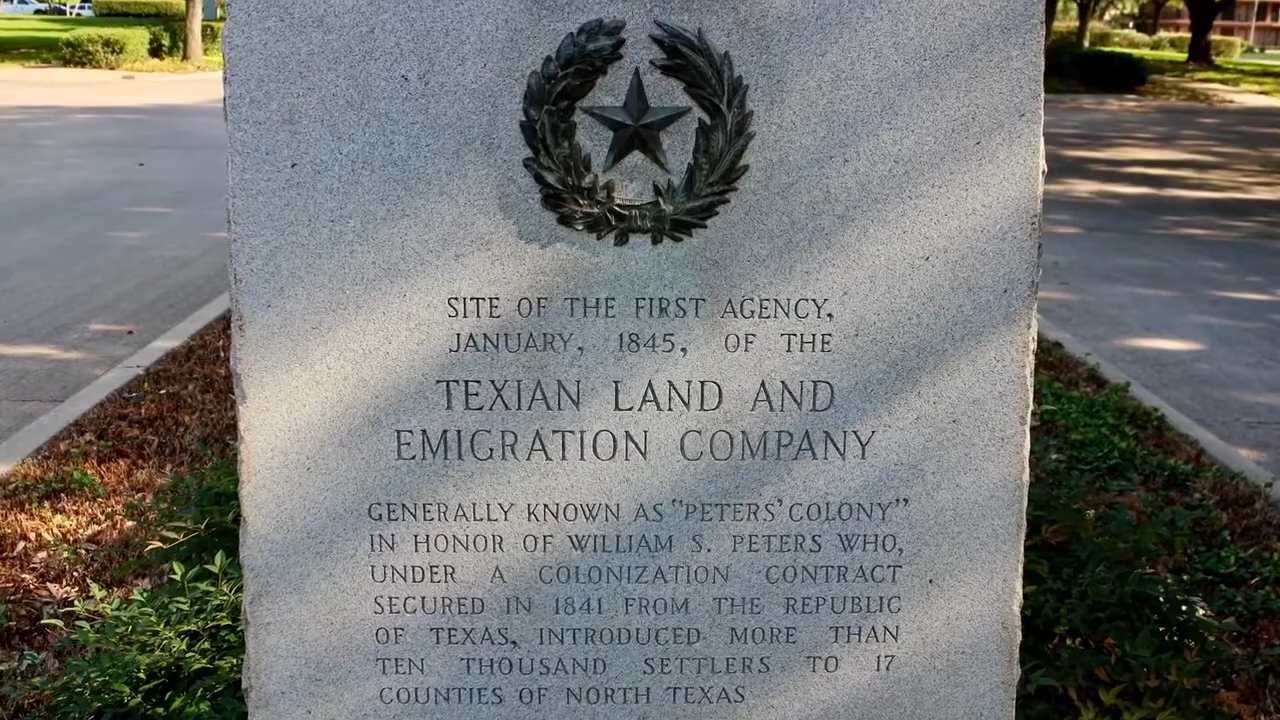 SITE OF THE FIRST AGENCY,
JANUARY, 1845, OF THE
TEXIAN LAND AND
EMIGRATION COMPANY
GENERALLY KNOWN AS "PETERS' COLONY"
IN HONOR OF WILLIAM S. PETERS WHO,
UNDER A COLONIZATION CONTRACT
SECURED IN 1841 FROM THE REPUBLIC
OF TEXAS, INTRODUCED MORE THAN
TEN THOUSAND SETTLERS TO 17
COUNTIES OF NORTH TEXAS